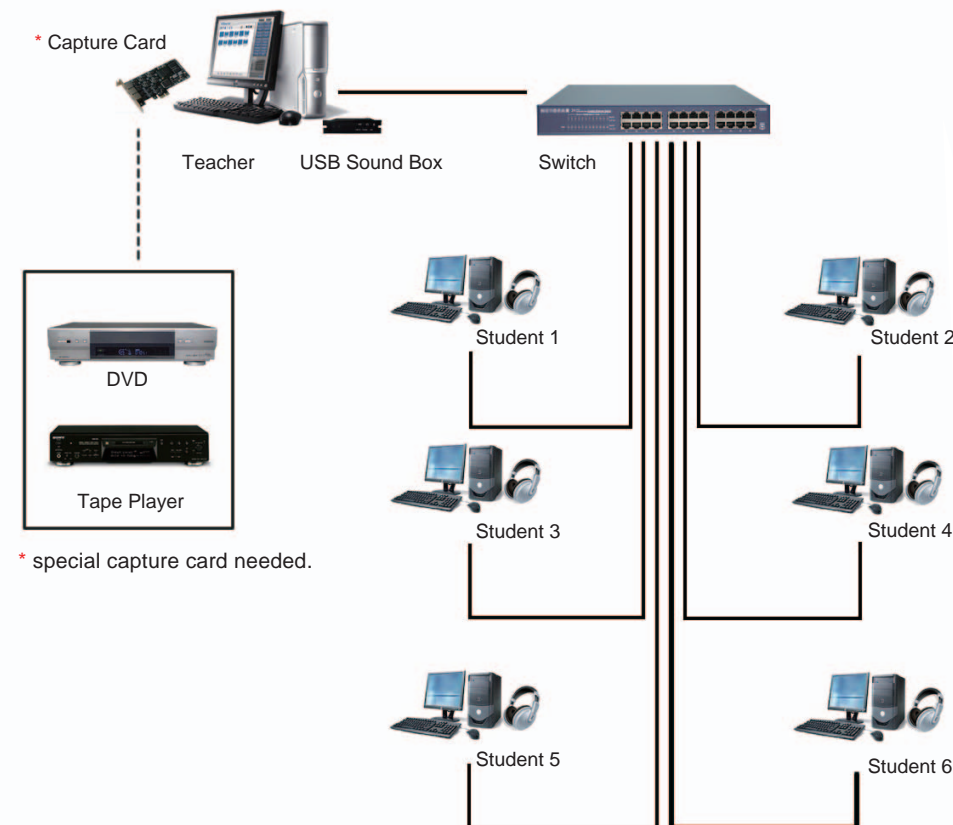 * Capture Card
Teacher
USB Sound Box
Switch
Student 1
Student 2
DVD
Tape Player
Student 3
Student 4
* special capture card needed.
Student 5
Student 6